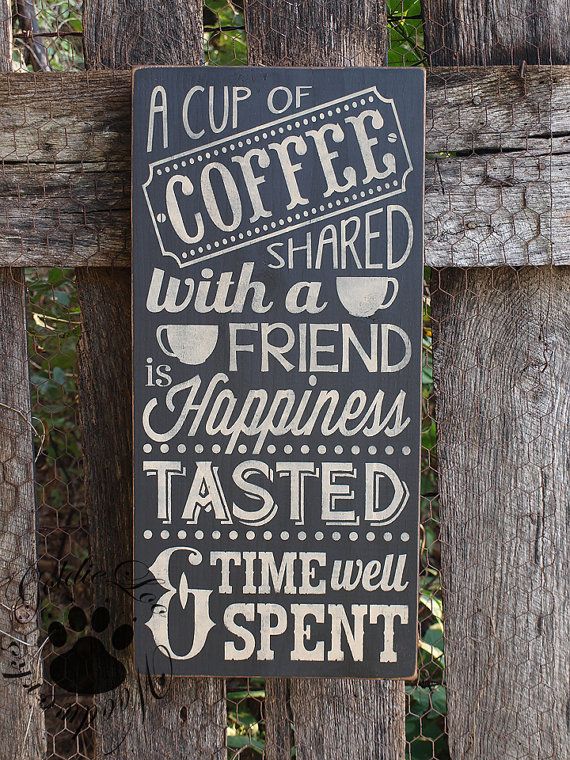 A CUP OF
COFFEE
SHARED
with a
FRIEND
is
Happiness
TASTED
& TIME well
SPENT